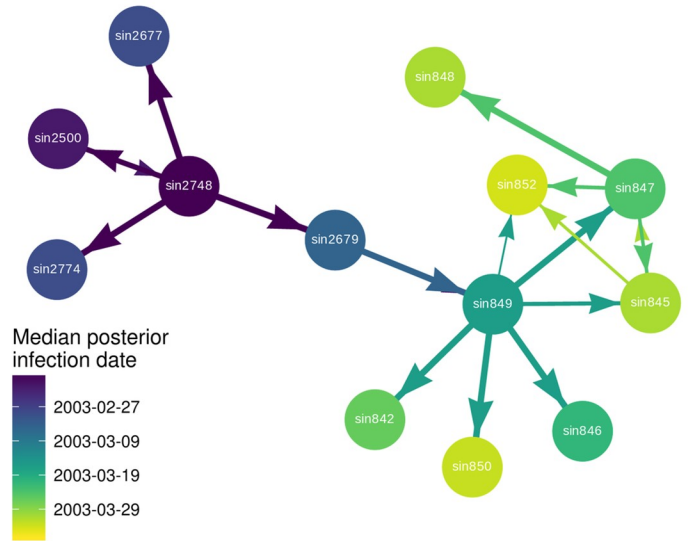 sin2677
sin848
sin2500
sin2748
sin852
sin847
sin2774
sin2679
sin849
sin845
Median posterior
infection date
2003-02-27
2003-03-09
2003-03-19
2003-03-29
sin842
sin846
sin850